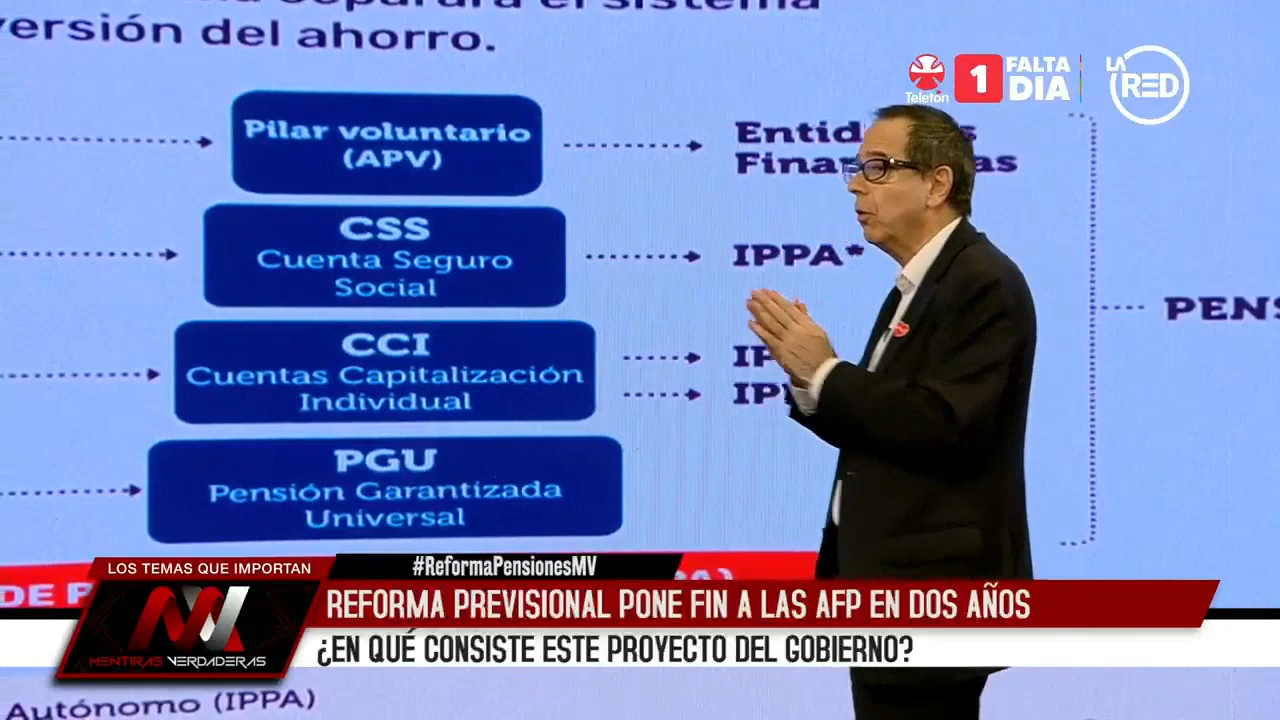 versión del ahorro.
Teletón
1
FALTA
DIA
LA
RED
Pilar voluntario
(APV)
CSS
Cuenta Seguro
Social
IPPA*
CCI
Cuentas Capitalización
Individual
PGU
Pensión Garantizada
Universal
#ReformaPensionesMV
LOS TEMAS QUE IMPORTAN
MENTIRAS VERDADERAS
REFORMA PREVISIONAL PONE FIN A LAS AFP EN DOS AÑOS
¿EN QUÉ CONSISTE ESTE PROYECTO DEL GOBIERNO?
Autónomo (IPPA)